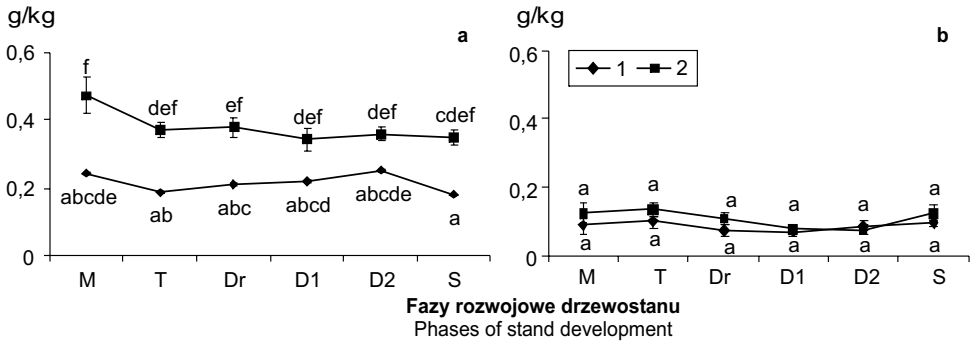 g/kg
a
0,6
0,4
0,2
0
f
def
ef
def
def
cdef
abcde
ab
abc
abcd
abcde
a
M T Dr D1 D2 S
g/kg
b
0,6
0,4
0,2
0
1 2
a a a a a a
a a a a a a
M T Dr D1 D2 S
Fazy rozwojowe drzewostanu
Phases of stand development